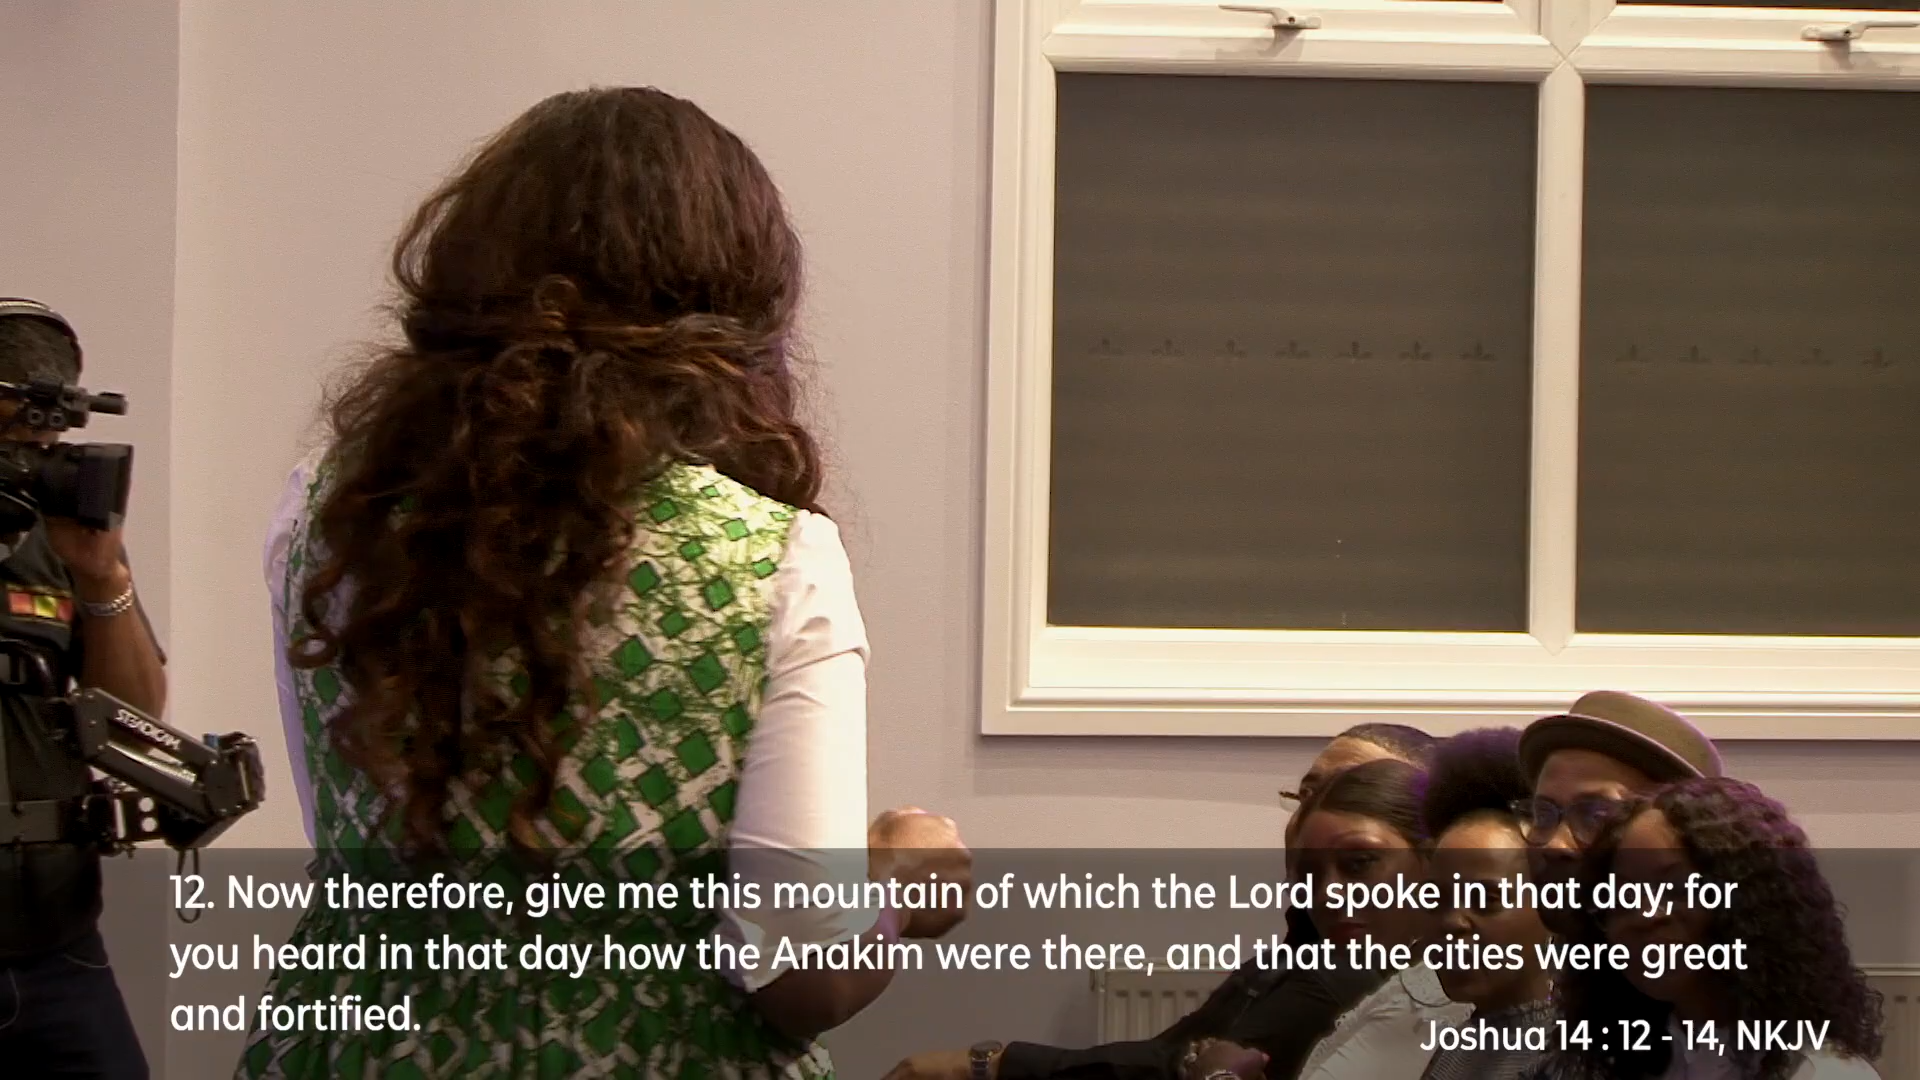 STEADICAM
12. Now therefore, give me this mountain of which the Lord spoke in that day; for
you heard in that day how the Anakim were there, and that the cities were great
and fortified.
Joshua 14 : 12 - 14, NKJV